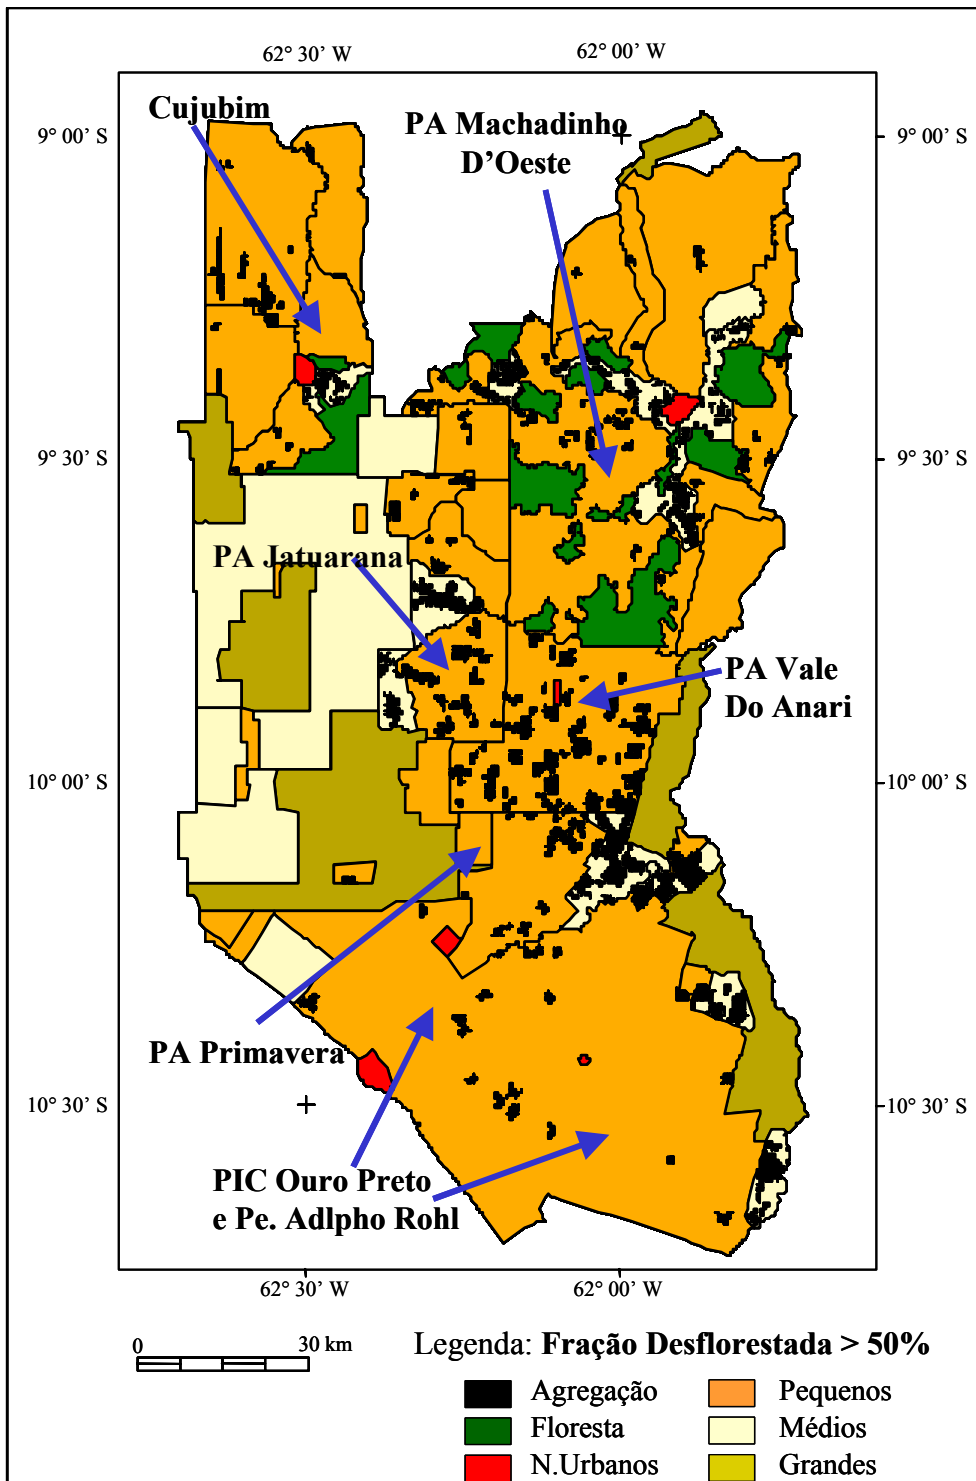 62° 30’ W
62° 00’ W
Cujubim
PA Machadinho
D’Oeste
9° 00’ S
9° 00’ S
9° 30’ S
9° 30’ S
PA Jatuarana
PA Vale
Do Anari
10° 00’ S
10° 00’ S
PA Primavera
10° 30’ S
10° 30’ S
PIC Ouro Preto
e Pe. Adlpho Rohl
62° 30’ W
62° 00’ W
0
30 km
Legenda: Fração Desflorestada > 50%
Agregação
Pequenos
Floresta
Médios
N.Urbanos
Grandes